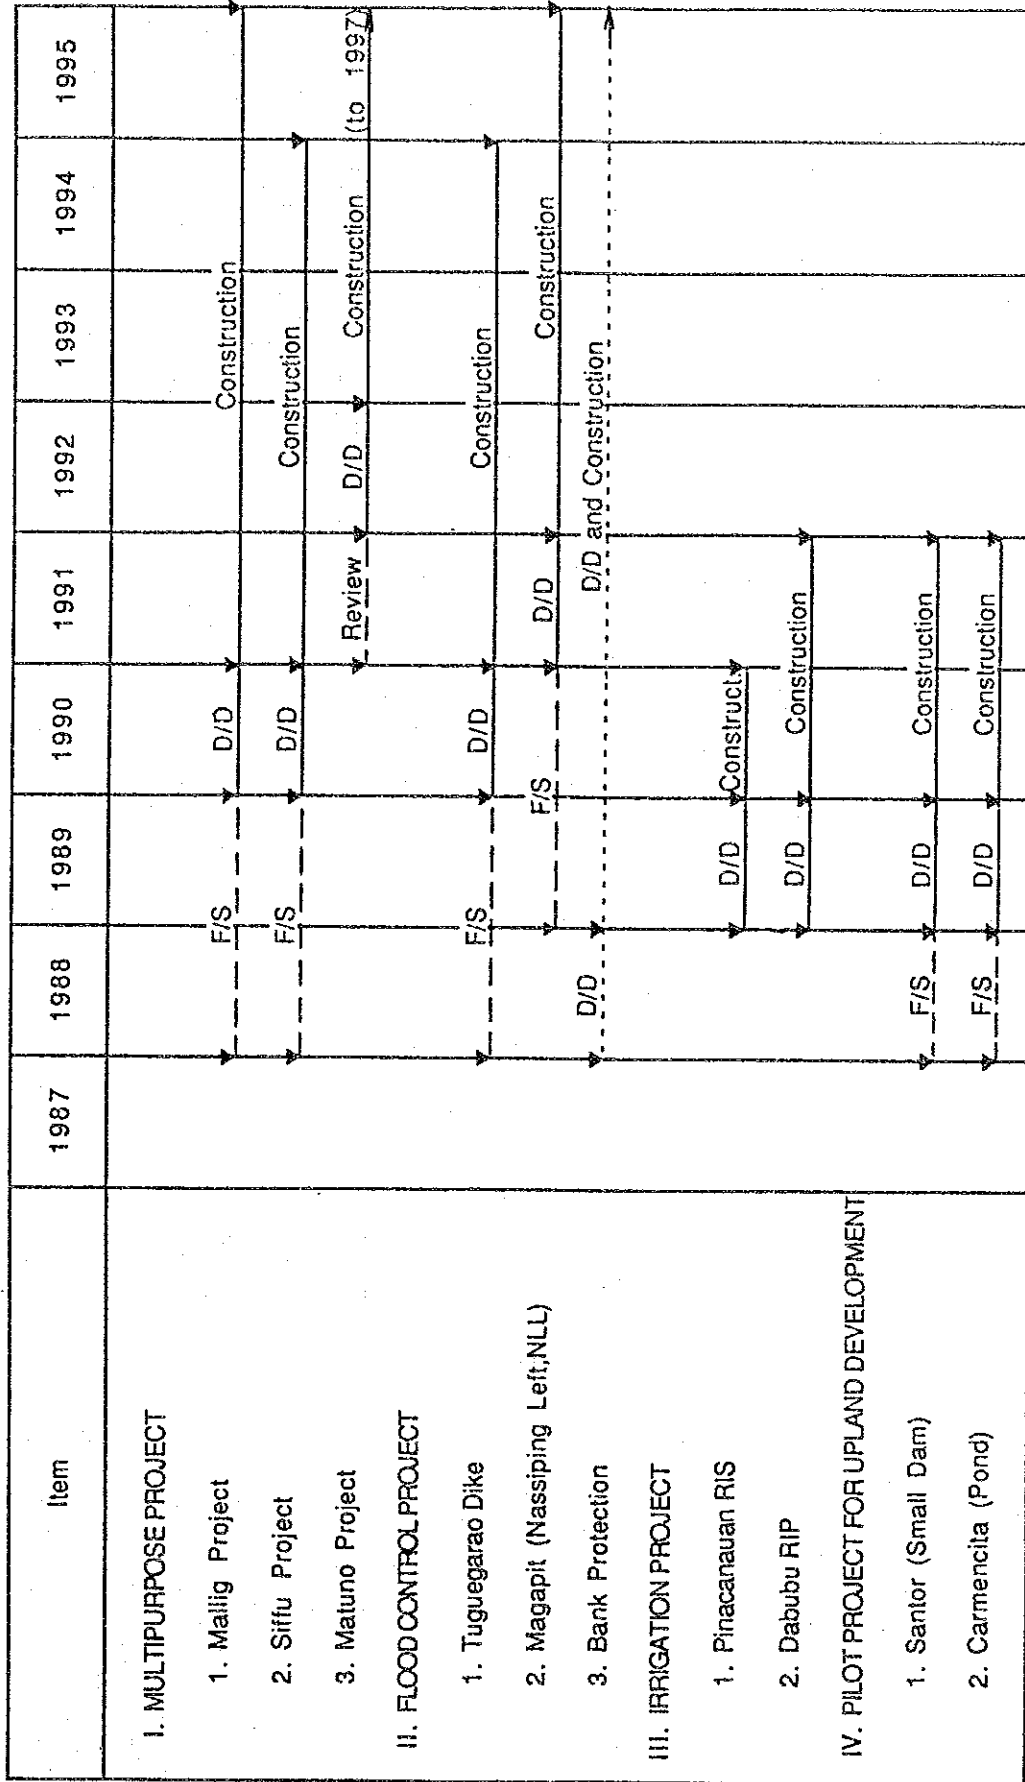 Item 1987 1988 1989 1990 1991 1992 1993 1994 1995
I. MULTIPURPOSE PROJECT
1. Mallig Project F/S D/D Construction
2. Siffu Project F/S D/D Construction
3. Matuno Project Review D/D Construction (to 1997)
II. FLOOD CONTROL PROJECT
1. Tuguegarao Dike F/S D/D Construction
2. Magapit (Nassiping Left,NLL) F/S D/D Construction
3. Bank Protection D/D D/D and Construction
III. IRRIGATION PROJECT
1. Pinacanauan RIS D/D Construct.
2. Dabubu RIP D/D Construction
IV. PILOT PROJECT FOR UPLAND DEVELOPMENT
1. Santor (Small Dam) F/S D/D Construction
2. Carmencita (Pond) F/S D/D Construction